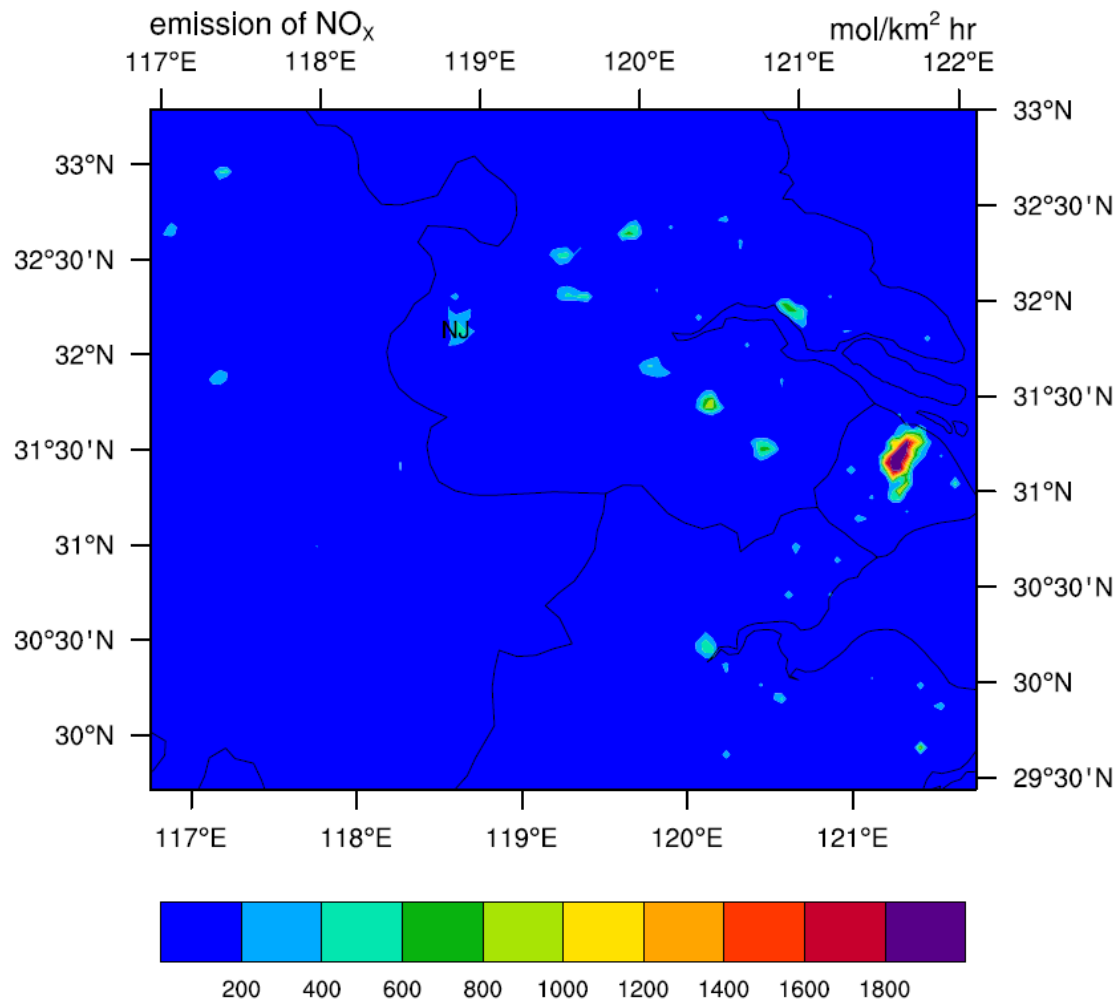 emission of NOₓ mol/km² hr
117°E 118°E 119°E 120°E 121°E 122°E
33°N
33°N
32°30'N
32°30'N
32°N
NJ
32°N
31°30'N
31°30'N
31°N
31°N
30°30'N
30°30'N
30°N
30°N
29°30'N
117°E 118°E 119°E 120°E 121°E
200 400 600 800 1000 1200 1400 1600 1800